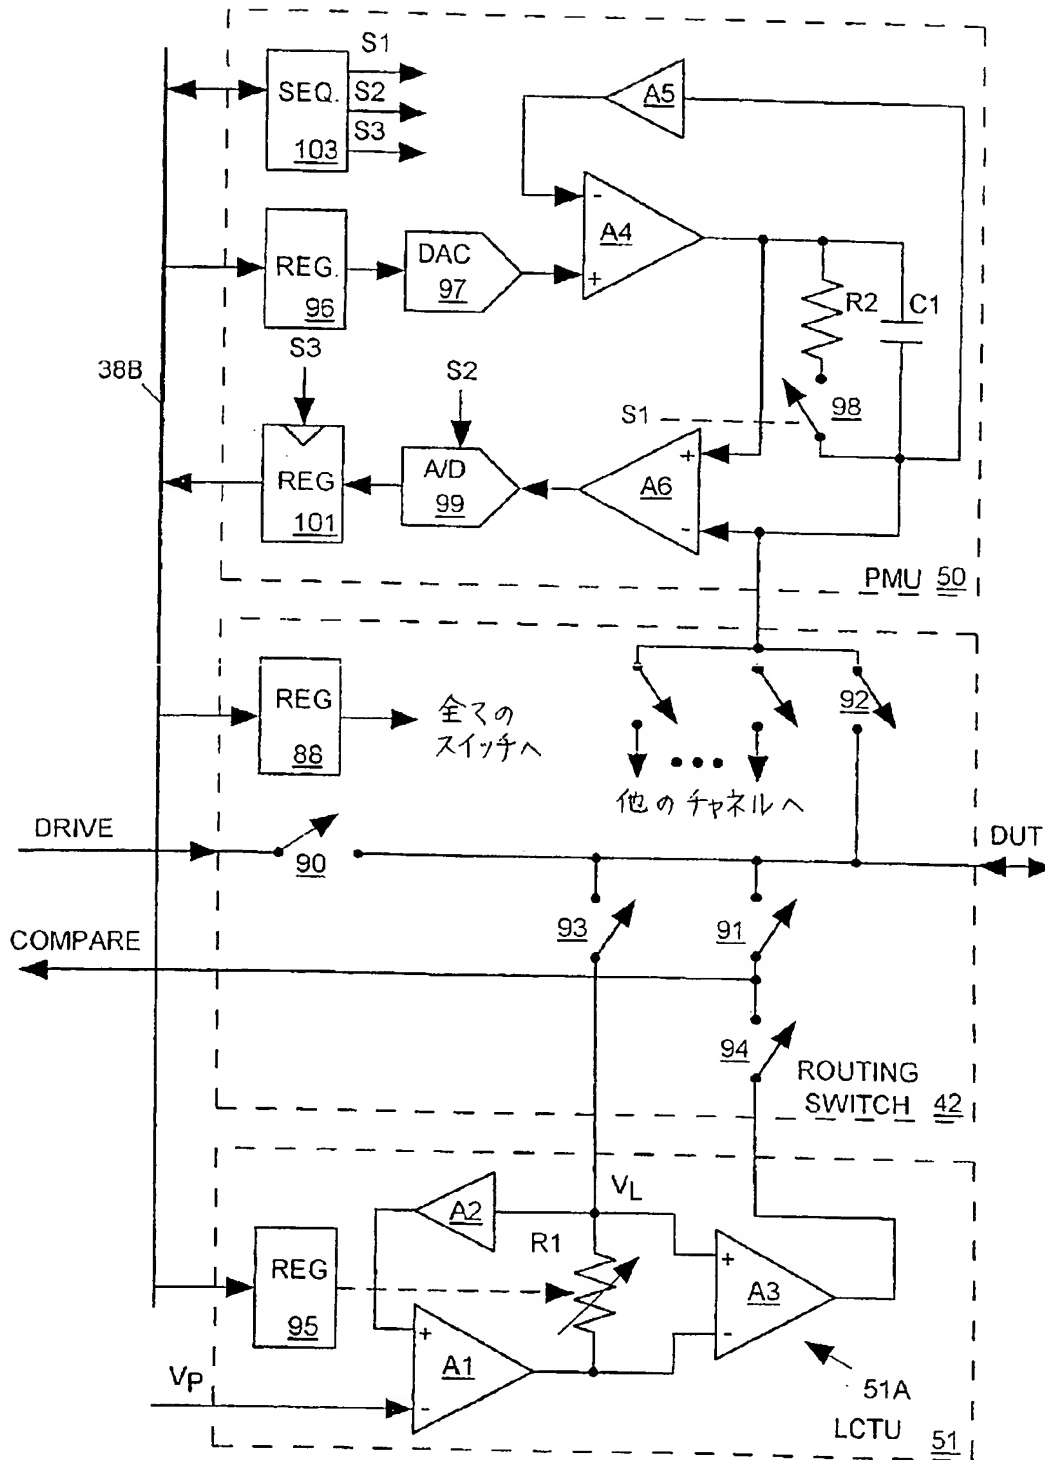 S1
SEQ.
S2
S3
103
A5
A4
-
+
REG.
96
DAC
97
R2
C1
S3
S2
38B
98
S1
REG
101
A/D
99
A6
+
-
PMU 50
REG
88
全ての
スイッチへ
92
他のチャネルへ
DRIVE
90
DUT
93
91
COMPARE
94
ROUTING
SWITCH 42
VL
A2
R1
REG
95
+
A3
-
+
A1
-
VP
51A
LCTU 51